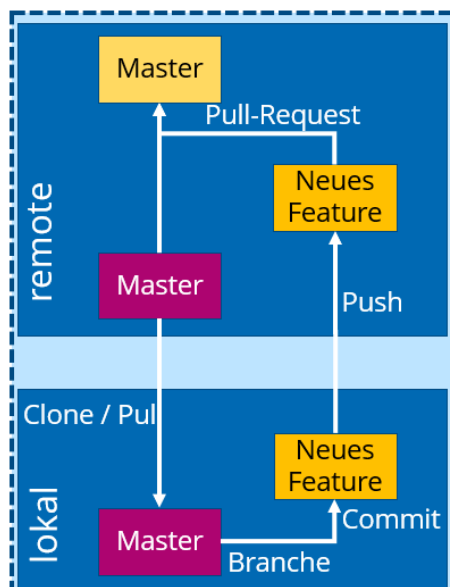 Master
Pull-Request
Neues
Feature
remote
Master
Push
Clone / Pul
Neues
Feature
lokal
Commit
Master
Branche